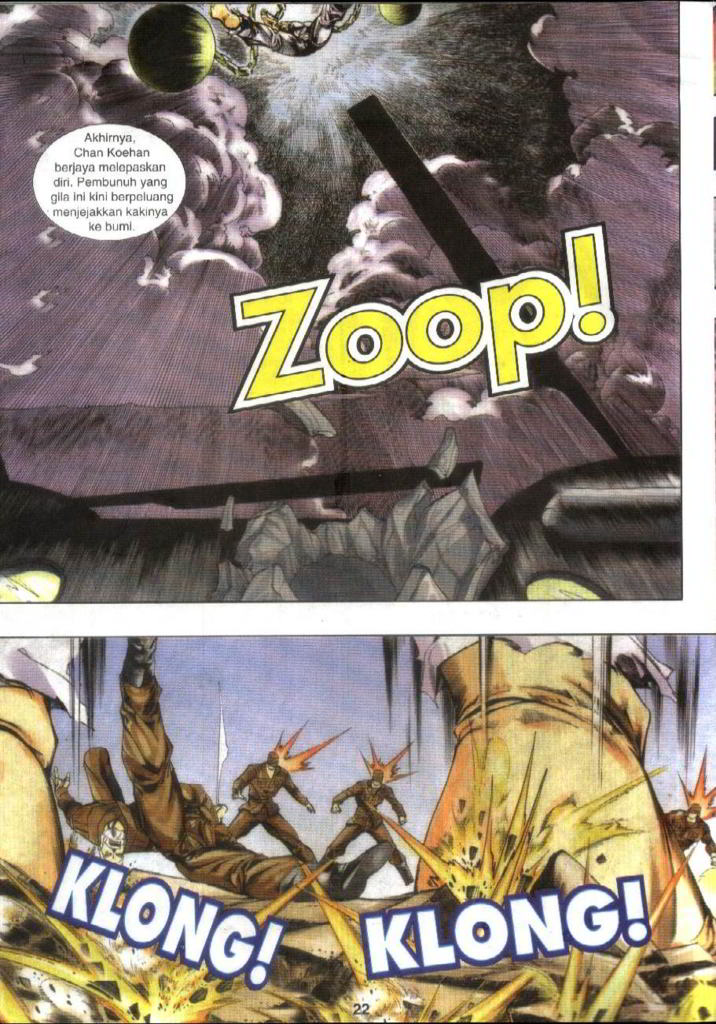 Akhirnya,
Chan Koehan
berjaya melepaskan
diri. Pembunuh yang
gila ini kini berpeluang
menjejakkan kakinya
ke bumi.
Zoop!
KLONG!
KLONG!
22